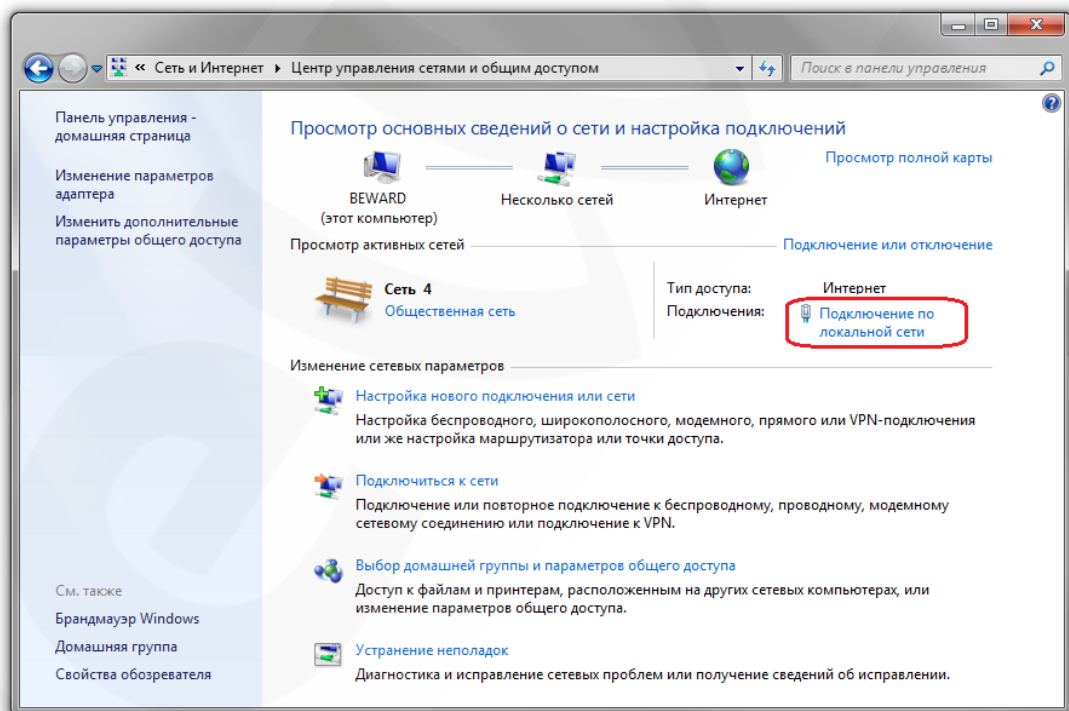 « Сеть и Интернет ▸ Центр управления сетями и общим доступом
Поиск в панели управления
Панель управления -
домашняя страница
Изменение параметров
адаптера
Изменить дополнительные
параметры общего доступа
См. также
Брандмауэр Windows
Домашняя группа
Свойства обозревателя
Просмотр основных сведений о сети и настройка подключений
Просмотр полной карты
BEWARD
(этот компьютер)
Несколько сетей
Интернет
Просмотр активных сетей
Подключение или отключение
Сеть 4
Общественная сеть
Тип доступа: Интернет
Подключения: Подключение по
локальной сети
Изменение сетевых параметров
Настройка нового подключения или сети
Настройка беспроводного, широкополосного, модемного, прямого или VPN-подключения
или же настройка маршрутизатора или точки доступа.
Подключиться к сети
Подключение или повторное подключение к беспроводному, проводному, модемному
сетевому соединению или подключение к VPN.
Выбор домашней группы и параметров общего доступа
Доступ к файлам и принтерам, расположенным на других сетевых компьютерах, или
изменение параметров общего доступа.
Устранение неполадок
Диагностика и исправление сетевых проблем или получение сведений об исправлении.